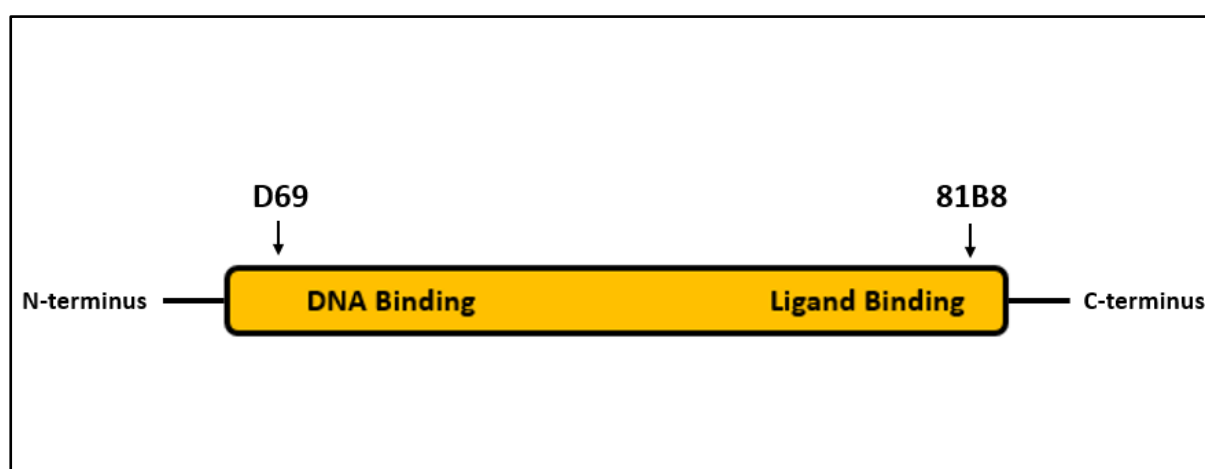 D69
81B8
N-terminus
DNA Binding
Ligand Binding
C-terminus